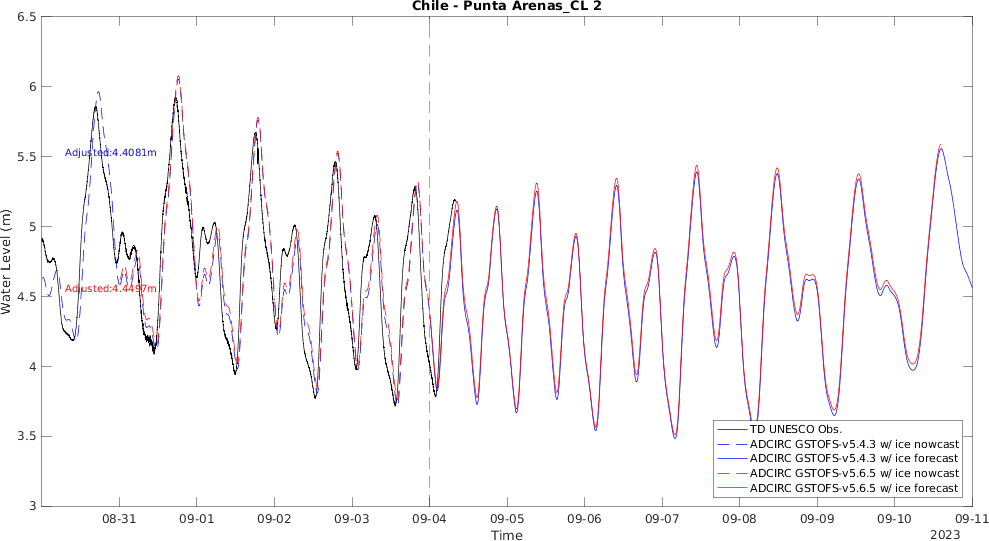 Chile - Punta Arenas_CL 2
6.5
6
5.5
5
4.5
4
3.5
3
Water Level (m)
Adjusted:4.4081m
Adjusted:4.4497m
TD UNESCO Obs.
ADCIRC GSTOFS-v5.4.3 w/ ice nowcast
ADCIRC GSTOFS-v5.4.3 w/ ice forecast
ADCIRC GSTOFS-v5.6.5 w/ ice nowcast
ADCIRC GSTOFS-v5.6.5 w/ ice forecast
08-31 09-01 09-02 09-03 09-04 09-05 09-06 09-07 09-08 09-09 09-10 09-11
Time
2023